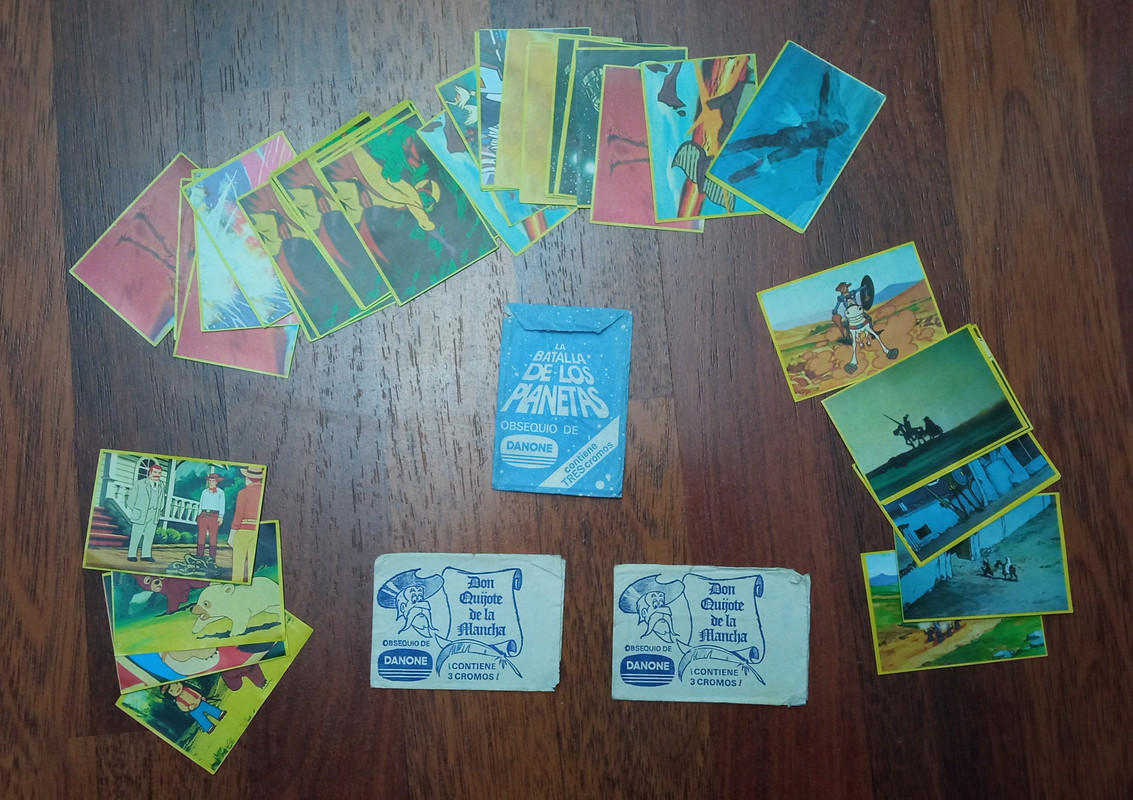 LA
BATALLA
DE LOS
PLANETAS
OBSEQUIO DE
DANONE
contiene
TRES cromos
Don
Quijote
de la
Mancha
OBSEQUIO DE
DANONE
¡CONTIENE
3 CROMOS!
Don
Quijote
de la
Mancha
OBSEQUIO DE
DANONE
¡CONTIENE
3 CROMOS!